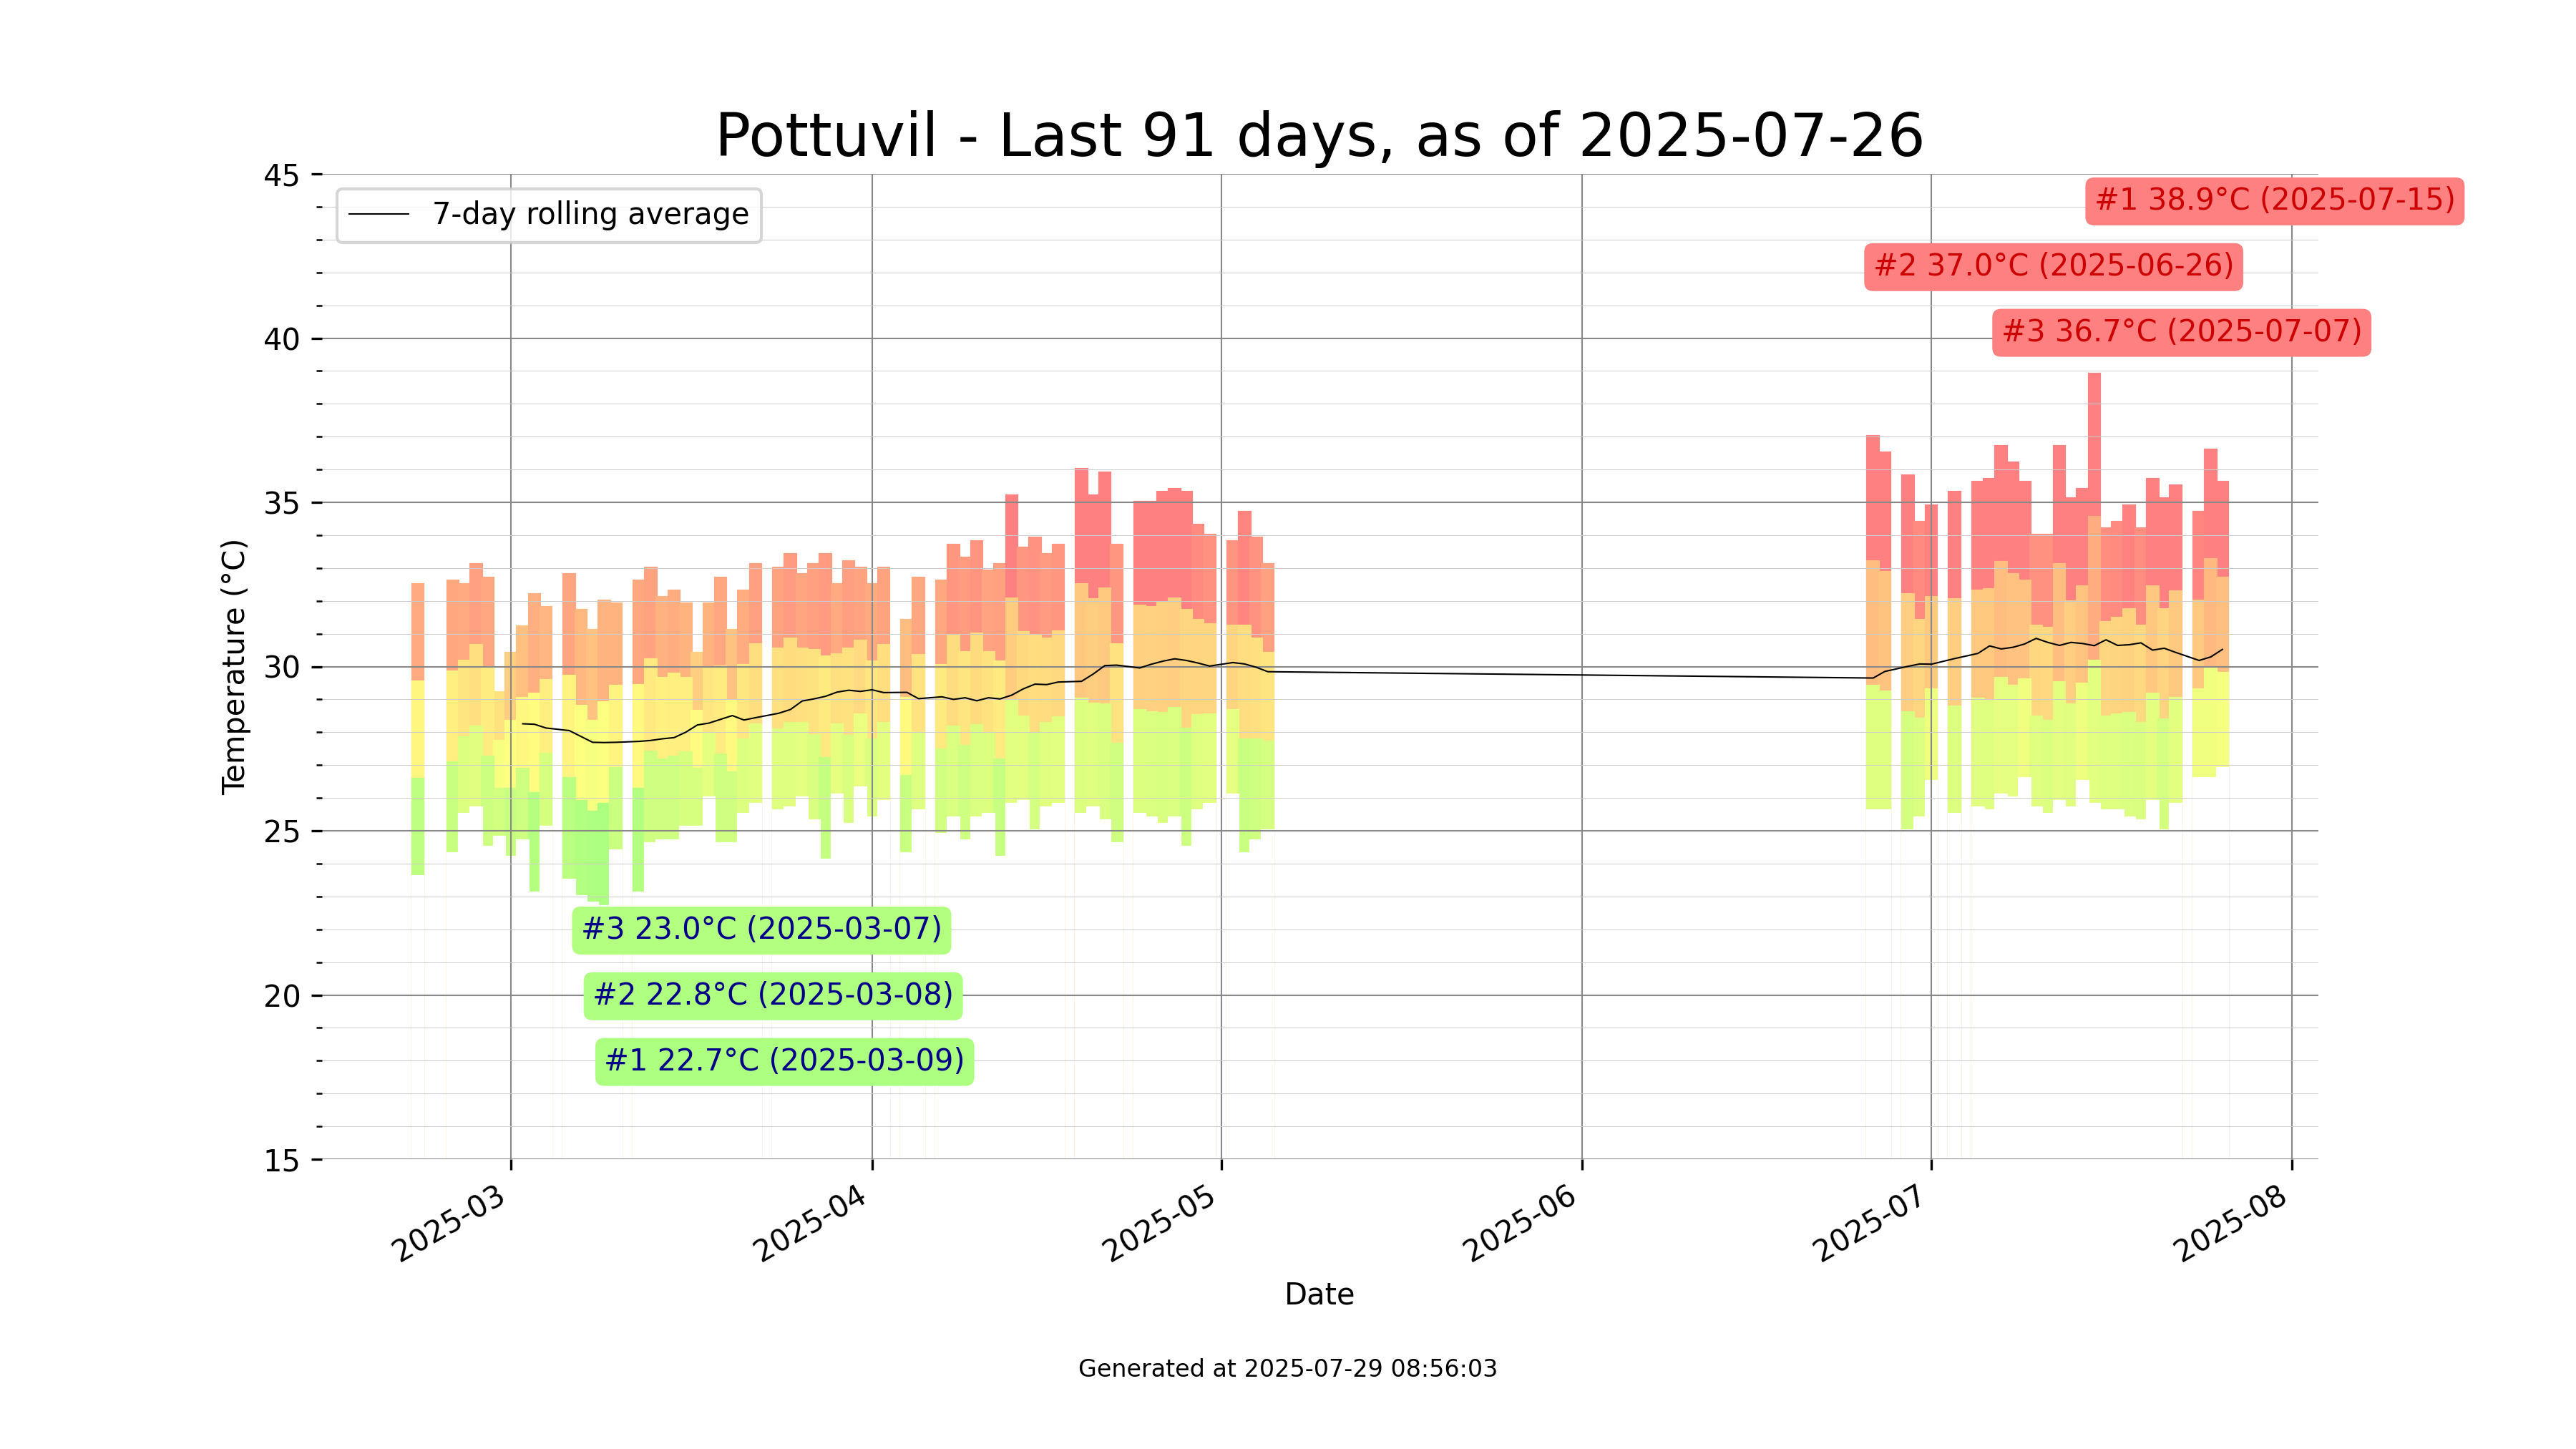 Pottuvil - Last 91 days, as of 2025-07-26
45
7-day rolling average
#1 38.9°C (2025-07-15)
#2 37.0°C (2025-06-26)
#3 36.7°C (2025-07-07)
40
35
30
25
20
15
Temperature (°C)
#3 23.0°C (2025-03-07)
#2 22.8°C (2025-03-08)
#1 22.7°C (2025-03-09)
2025-03
2025-04
2025-05
2025-06
2025-07
2025-08
Date
Generated at 2025-07-29 08:56:03